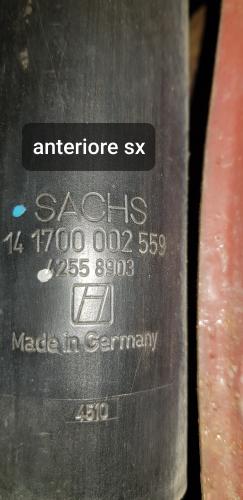 anteriore sx
SACHS
14 1700 002 559
4255 8903
Made in Germany
4510